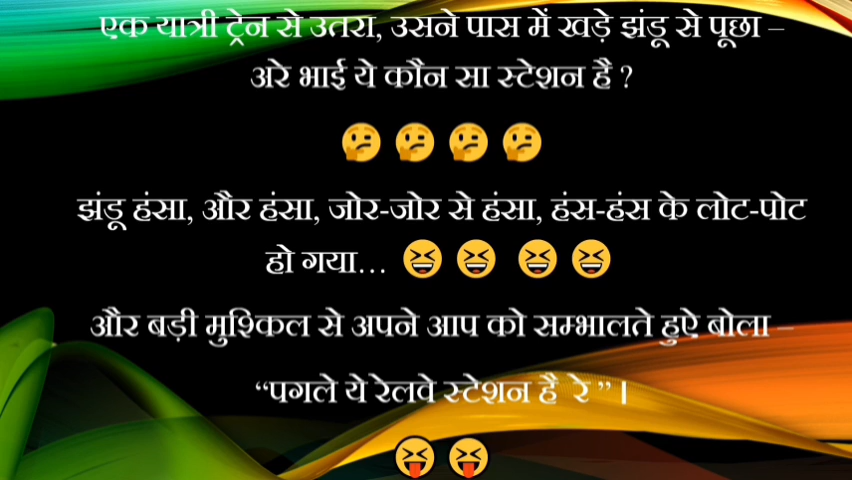 एक यात्री ट्रेन से उतरा, उसने पास में खड़े झंडू से पूछा –
अरे भाई ये कौन सा स्टेशन है ?
🤔 🤔 🤔 🤔
झंडू हंसा, और हंसा, जोर-जोर से हंसा, हंस-हंस के लोट-पोट
हो गया… 😆 😆 😆 😆
और बड़ी मुश्किल से अपने आप को सम्भालते हुऐ बोला –
“पगले ये रेलवे स्टेशन है रे ” ।
😝 😝